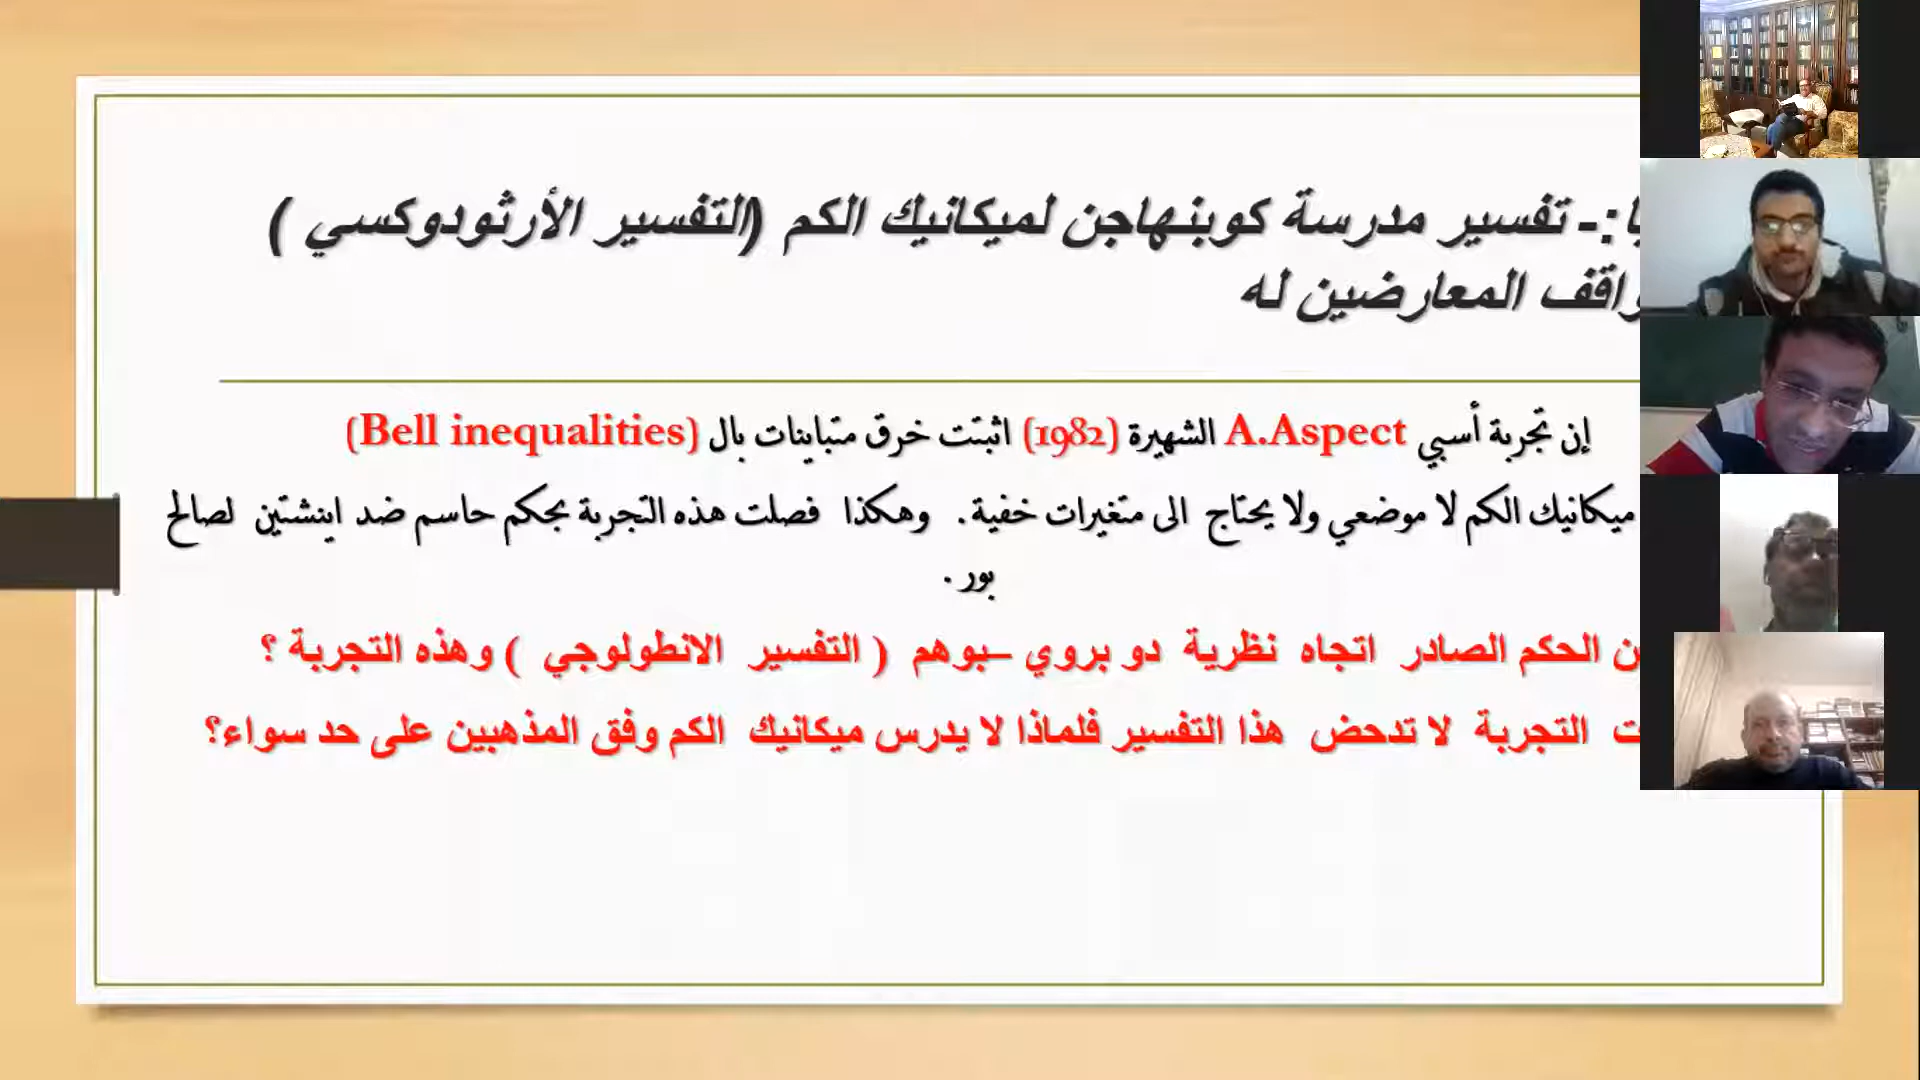 تفسير مدرسة كوبنهاجن لميكانيك الكم (التفسير الأرثودوكسي )
المعارضين له
إن تجربة أسبي A.Aspect الشهيرة (1982) اثبتت خرق متباينات بال (Bell inequalities)
ميكانيك الكم لا موضعي ولا يحتاج الى متغيرات خفية. وهكذا فصلت هذه التجربة بحكم حاسم ضد اينشتين لصالح
بور.
الحكم الصادر اتجاه نظرية دو بروي –بوهم ( التفسير الانطولوجي ) وهذه التجربة ؟
التجربة لا تدحض هذا التفسير فلماذا لا يدرس ميكانيك الكم وفق المذهبين على حد سواء؟